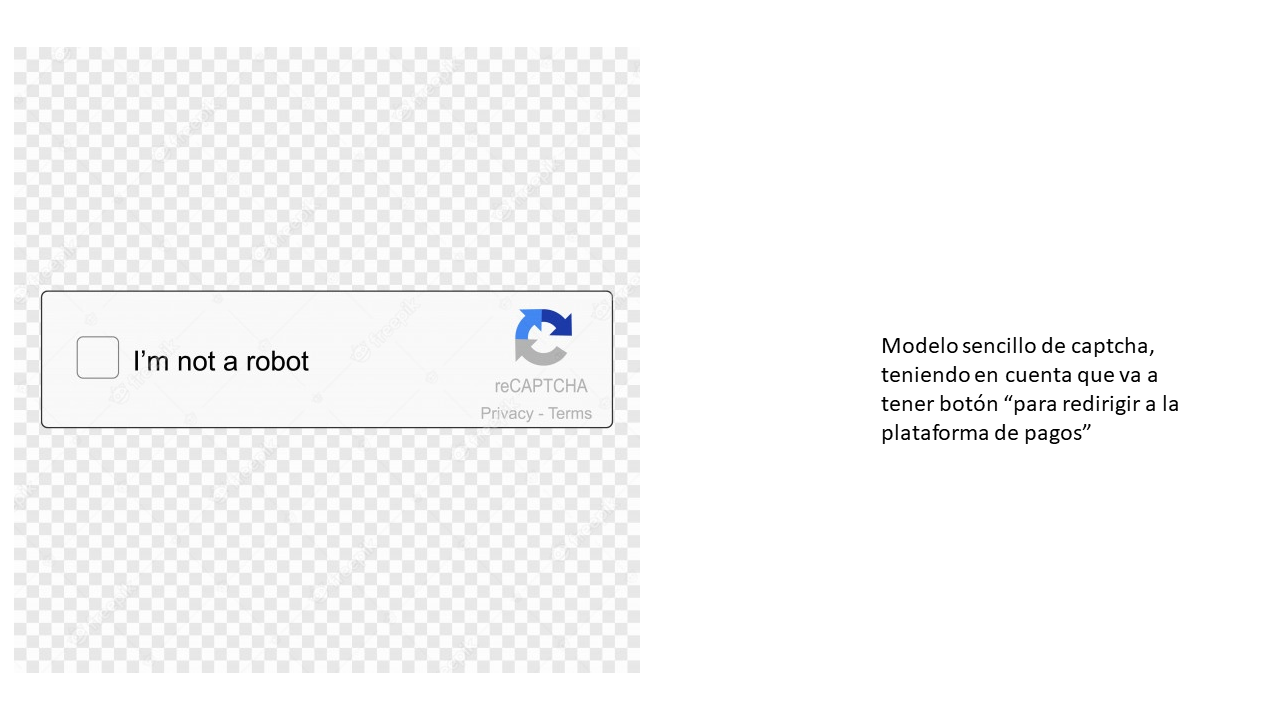 I'm not a robot
reCAPTCHA
Privacy - Terms
Modelo sencillo de captcha,
teniendo en cuenta que va a
tener botón “para redirigir a la
plataforma de pagos”